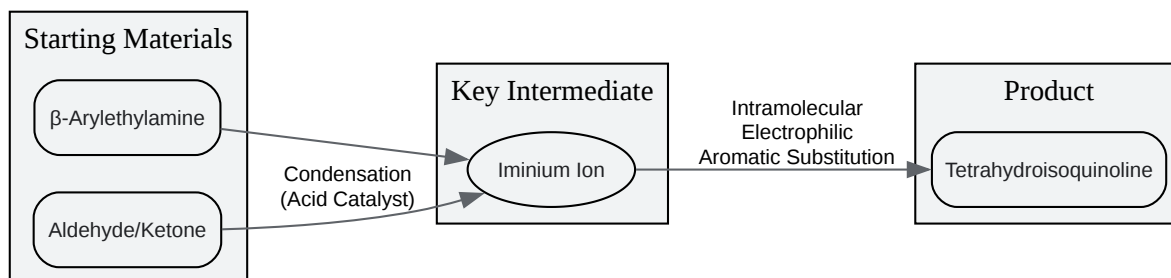 Starting Materials
β-Arylethylamine
Aldehyde/Ketone
Condensation
(Acid Catalyst)
Key Intermediate
Iminium Ion
Intramolecular
Electrophilic
Aromatic Substitution
Product
Tetrahydroisoquinoline